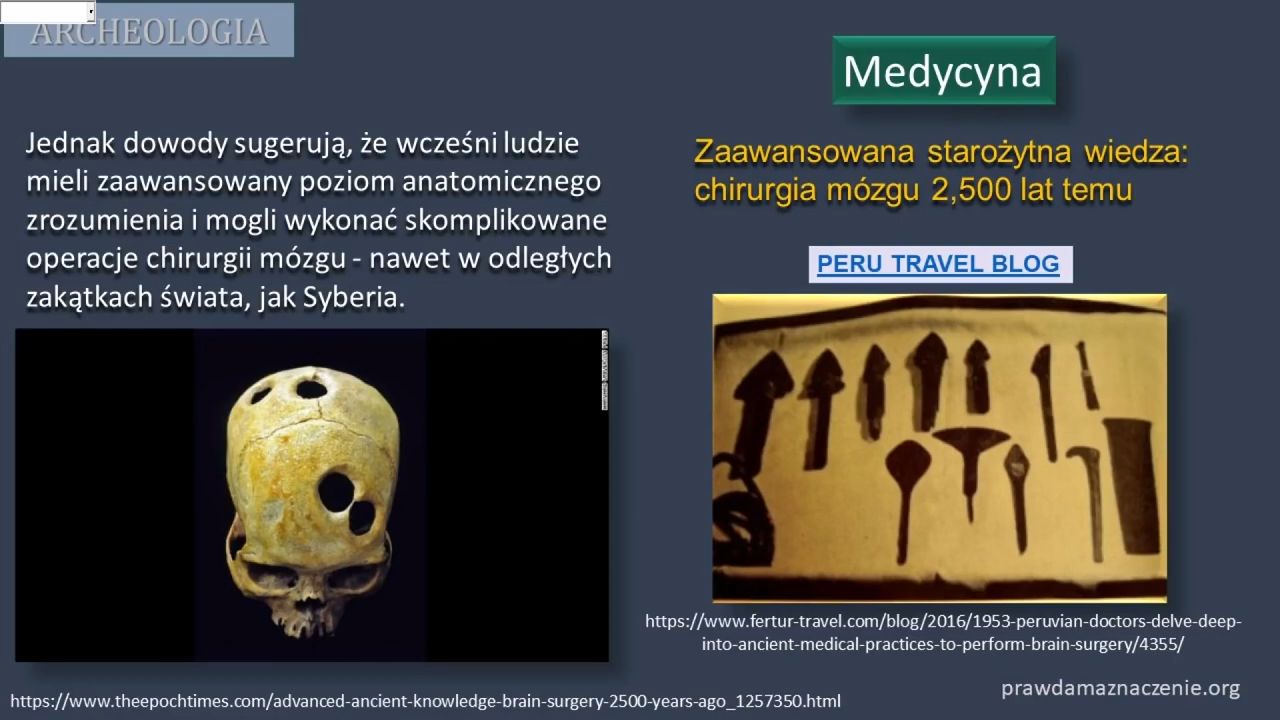 ARCHEOLOGIA
Medycyna
Jednak dowody sugerują, że wcześni ludzie
mieli zaawansowany poziom anatomicznego
zrozumienia i mogli wykonać skomplikowane
operacje chirurgii mózgu - nawet w odległych
zakątkach świata, jak Syberia.
Zaawansowana starożytna wiedza:
chirurgia mózgu 2,500 lat temu
PERU TRAVEL BLOG
https://www.fertur-travel.com/blog/2016/1953-peruvian-doctors-delve-deep-
into-ancient-medical-practices-to-perform-brain-surgery/4355/
https://www.theepochtimes.com/advanced-ancient-knowledge-brain-surgery-2500-years-ago_1257350.html
prawdamaznaczenie.org